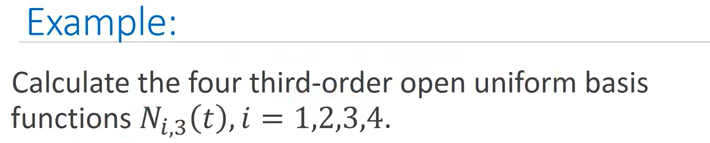 Example:
Calculate the four third-order open uniform basis
functions $N_{i,3}(t), i = 1,2,3,4.$